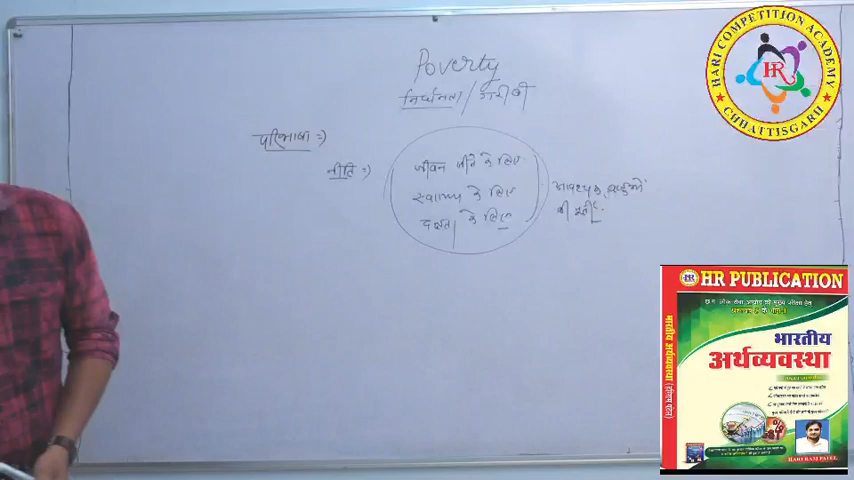 Poverty
निर्धनता / गरीबी
परिभाषा ⇒
नीति ⇒
जीवन जीने के लिए
स्वास्थ्य के लिए
दक्षता के लिए
आवश्यक वस्तुओं
की पूर्ति
HARI COMPETITION ACADEMY
HR
CHHATTISGARH
HR PUBLICATION
भारतीय
अर्थव्यवस्था
HARI RAM PATEL